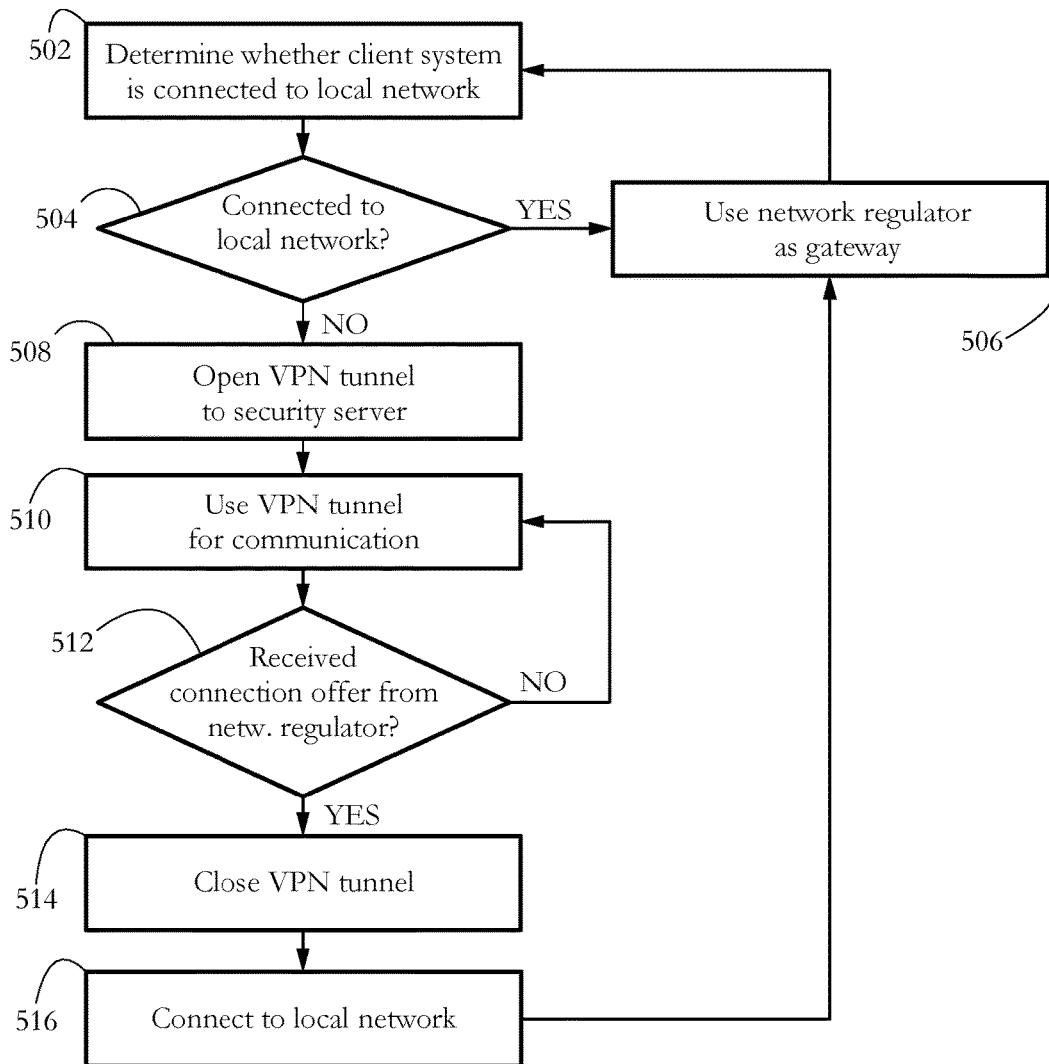 502
Determine whether client system
is connected to local network
504
Connected to
local network?
YES
Use network regulator
as gateway
506
NO
508
Open VPN tunnel
to security server
510
Use VPN tunnel
for communication
512
Received
connection offer from
netw. regulator?
NO
YES
514
Close VPN tunnel
516
Connect to local network